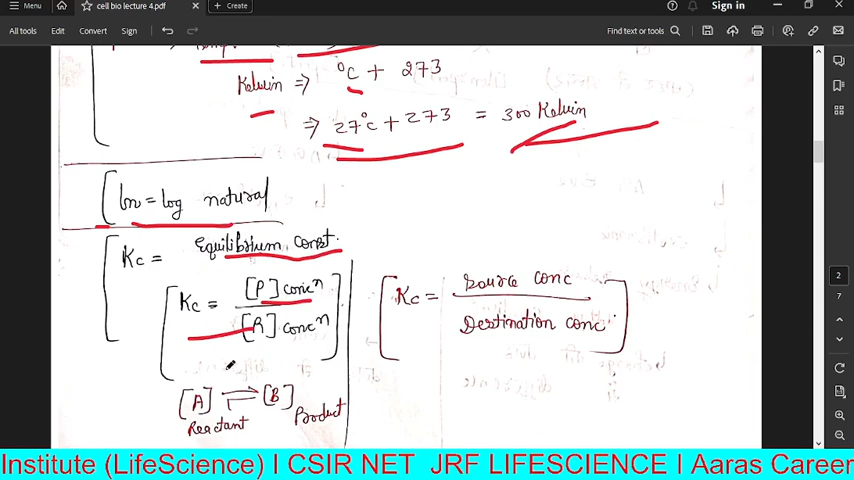 Menu
cell bio lecture 4.pdf
+ Create
Sign in
All tools Edit Convert Sign
Find text or tools
Kelvin ⇒ °C + 273
⇒ 27°C + 273 = 300 Kelvin
ln = log natural
Kc = Equilibrium Const.
Kc = [P] concⁿ
[R] concⁿ
Kc = Source conc
Destination conc
[A] ⇌ [B]
Reactant Product
2
7
Institute (LifeScience) I CSIR NET JRF LIFESCIENCE I Aaras Career